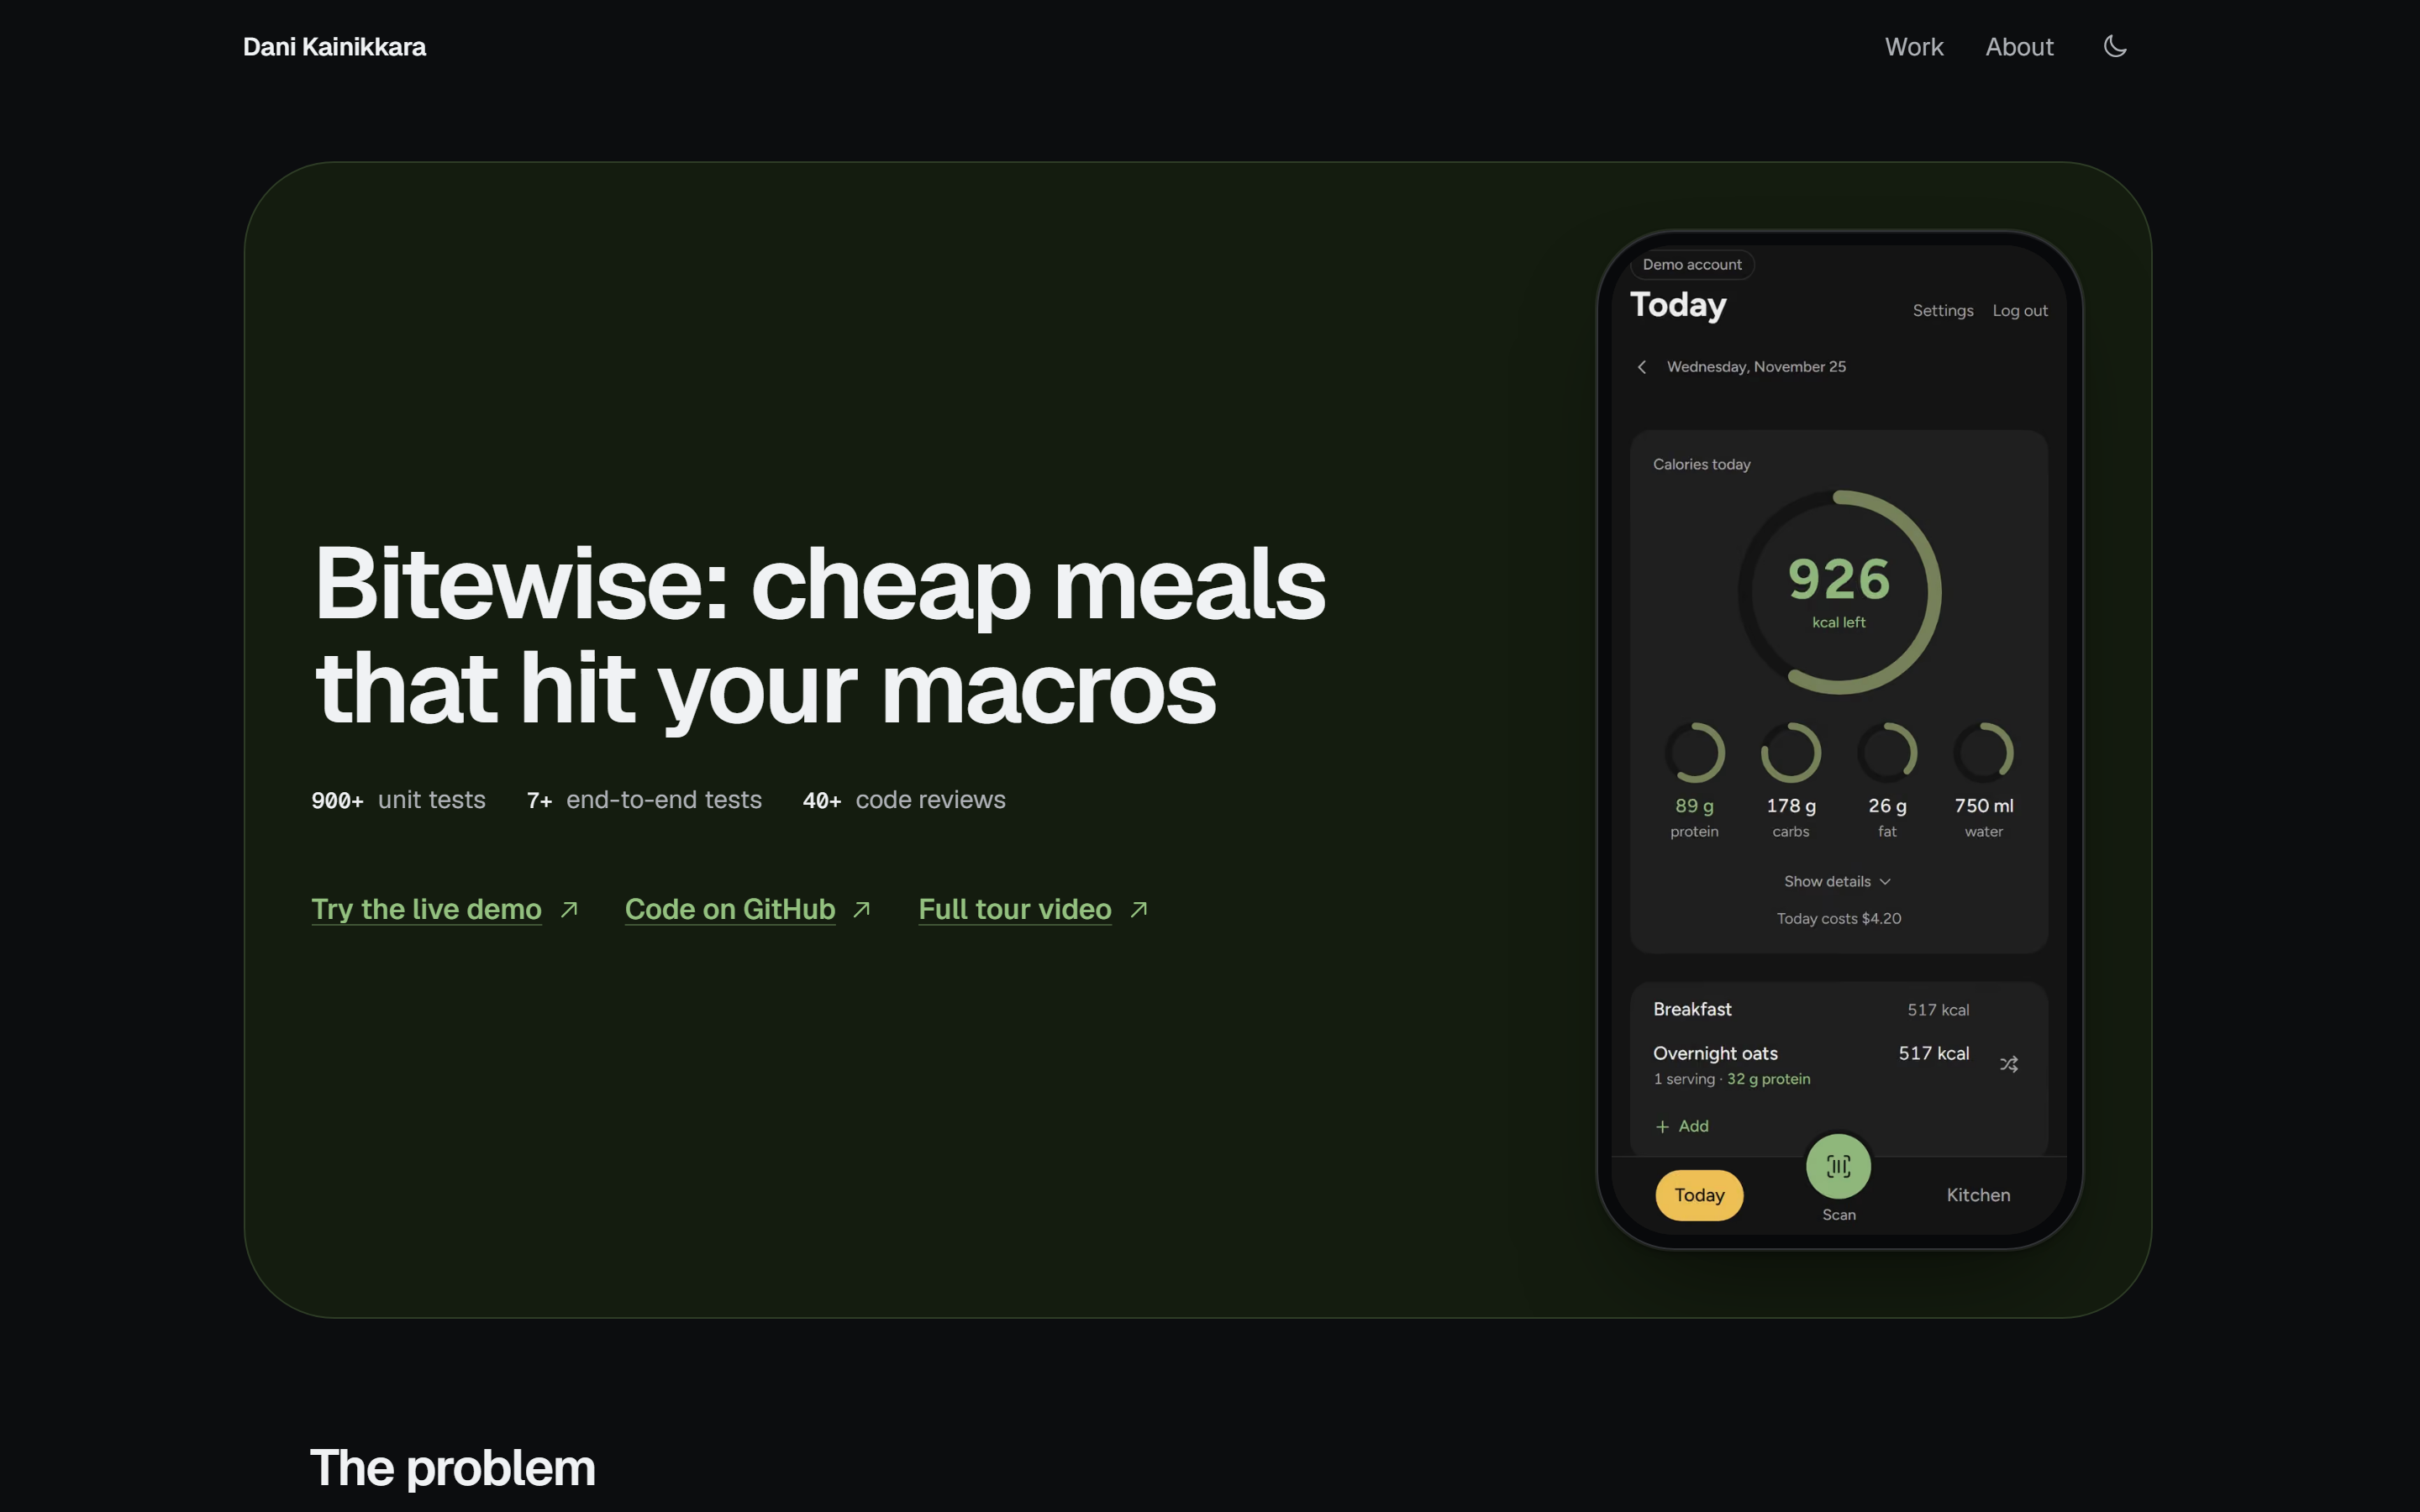 Dani Kainikkara
Work About
Bitewise: cheap meals
that hit your macros
900+ unit tests 7+ end-to-end tests 40+ code reviews
Try the live demo Code on GitHub Full tour video
Demo account
Today
Settings Log out
Wednesday, November 25
Calories today
926
kcal left
89 g 178 g 26 g 750 ml
protein carbs fat water
Show details
Today costs $4.20
Breakfast 517 kcal
Overnight oats 517 kcal
1 serving · 32 g protein
+ Add
Today Kitchen
Scan
The problem